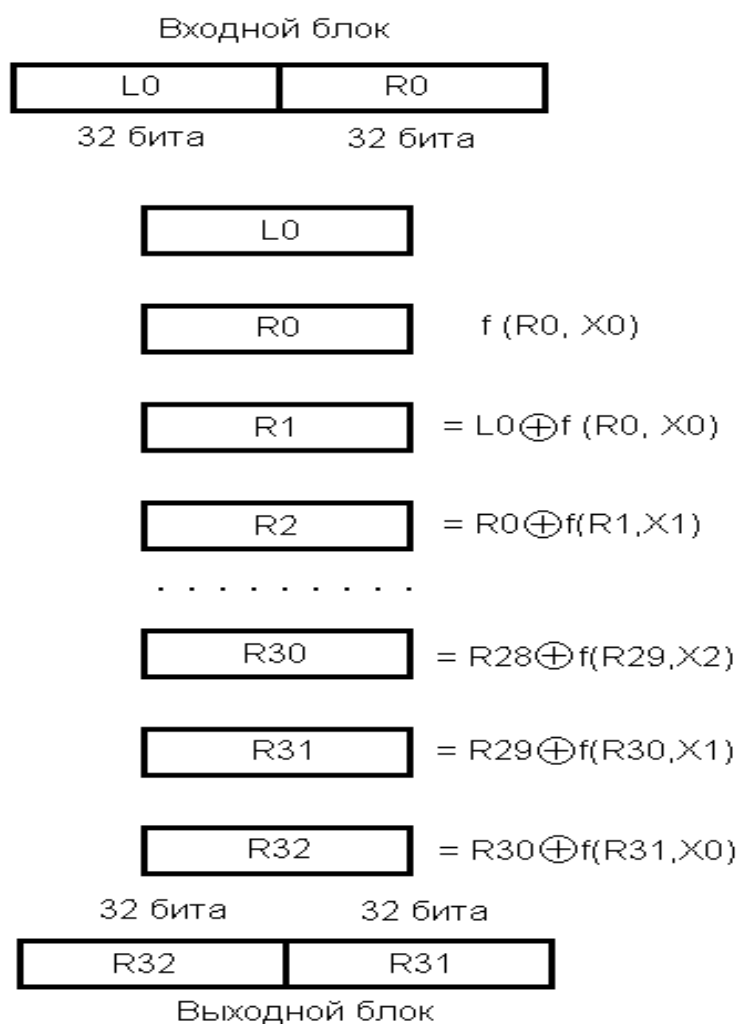 Входной блок
L0 R0
32 бита 32 бита
L0
R0 f (R0, X0)
R1 = L0⊕f (R0, X0)
R2 = R0⊕f(R1,X1)
. . . . . . . . .
R30 = R28⊕f(R29,X2)
R31 = R29⊕f(R30,X1)
R32 = R30⊕f(R31,X0)
32 бита 32 бита
R32 R31
Выходной блок